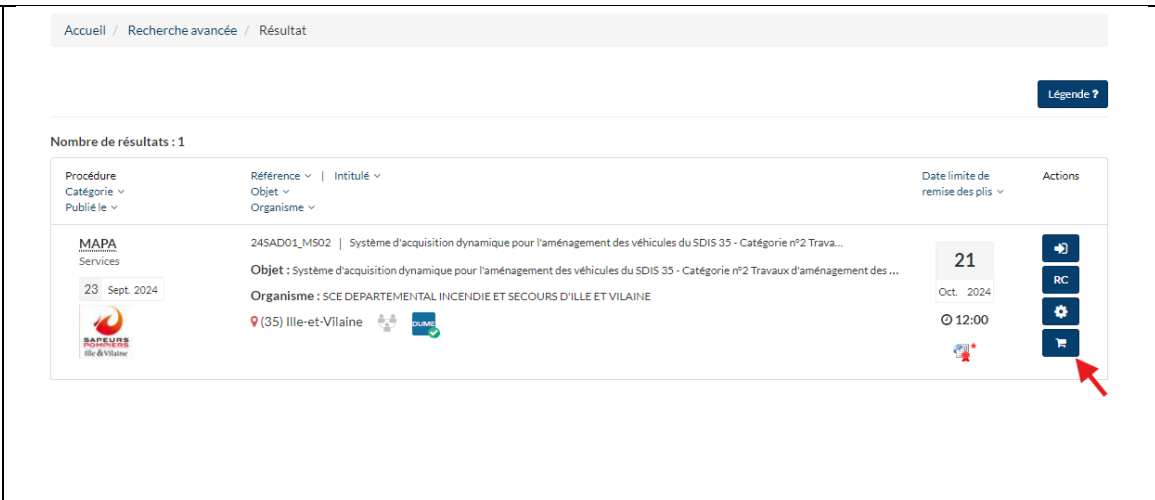 Accueil / Recherche avancée / Résultat
Légende ?
Nombre de résultats : 1
Procédure
Catégorie
Publié le
Référence | Intitulé
Objet
Organisme
Date limite de
remise des plis
Actions
MAPA
Services
23 Sept. 2024
SAPEURS
POMPIERS
Ille & Vilaine
24SAD01_MS02 | Système d'acquisition dynamique pour l'aménagement des véhicules du SDIS 35 - Catégorie n°2 Trava...
Objet : Système d'acquisition dynamique pour l'aménagement des véhicules du SDIS 35 - Catégorie n°2 Travaux d'aménagement des ...
Organisme : SCE DEPARTEMENTAL INCENDIE ET SECOURS D'ILLE ET VILAINE
(35) Ille-et-Vilaine
DUME
21
Oct. 2024
12:00
*
RC